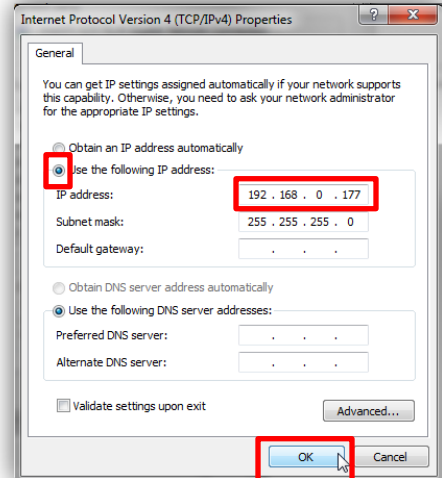 Internet Protocol Version 4 (TCP/IPv4) Properties
?
X
General
You can get IP settings assigned automatically if your network supports
this capability. Otherwise, you need to ask your network administrator
for the appropriate IP settings.
Obtain an IP address automatically
Use the following IP address:
IP address: 192 . 168 . 0 . 177
Subnet mask: 255 . 255 . 255 . 0
Default gateway: . . .
Obtain DNS server address automatically
Use the following DNS server addresses:
Preferred DNS server: . . .
Alternate DNS server: . . .
Validate settings upon exit
Advanced...
OK Cancel